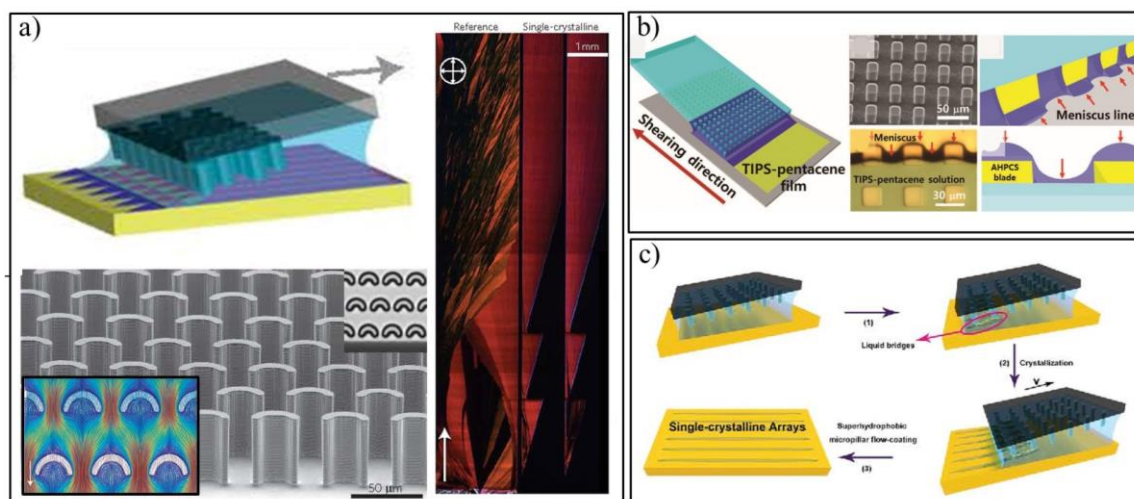 a)
Reference
Single-crystalline
1mm
50 μm
b)
Shearing direction
TIPS-pentacene
film
50 μm
Meniscus line
Meniscus
TIPS-pentacene solution
30 μm
AHPCS
blade
c)
(1)
Liquid bridges
(2)
Crystallization
V
Single-crystalline Arrays
Superhydrophobic
micropillar flow-coating
(3)